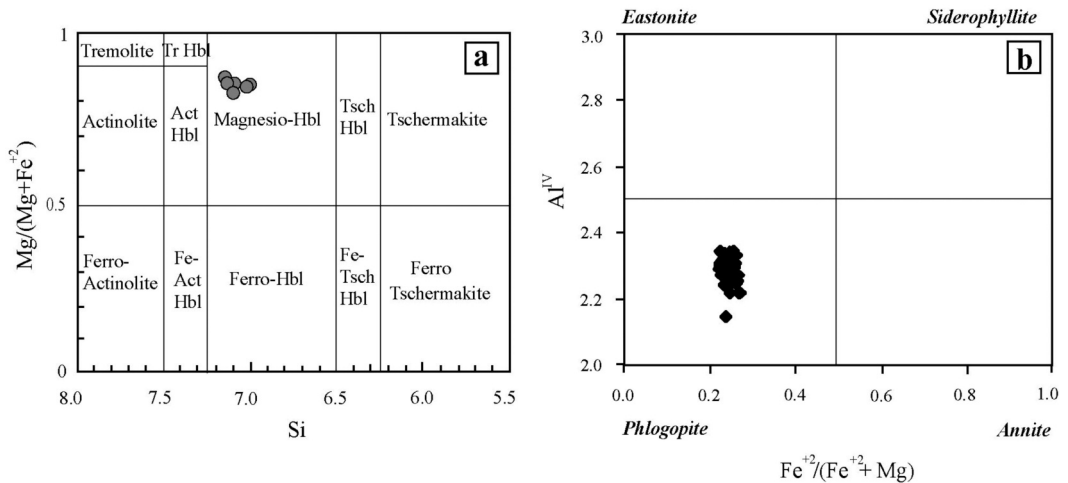 a
1
0.5
0
Mg/(Mg+Fe+2)
Tremolite
Tr Hbl
Actinolite
Act
Hbl
Magnesio-Hbl
Tsch
Hbl
Tschermakite
Ferro-
Actinolite
Fe-
Act
Hbl
Ferro-Hbl
Fe-
Tsch
Hbl
Ferro
Tschermakite
8.0 7.5 7.0 6.5 6.0 5.5
Si
Eastonite Siderophyllite
b
3.0
2.8
2.6
2.4
2.2
2.0
AlIV
0.0 0.2 0.4 0.6 0.8 1.0
Phlogopite Annite
Fe+2/(Fe+2+ Mg)